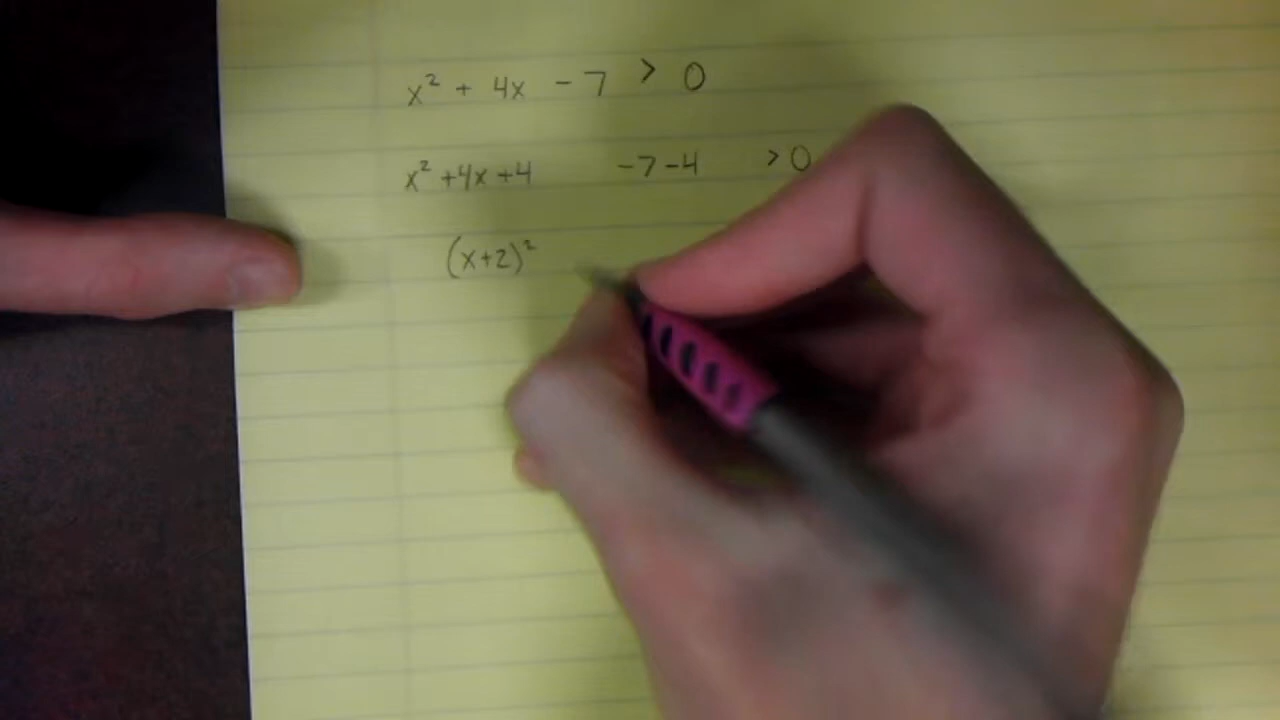 x² + 4x - 7 > 0
x² +4x +4 -7 -4 > 0
(x+2)²